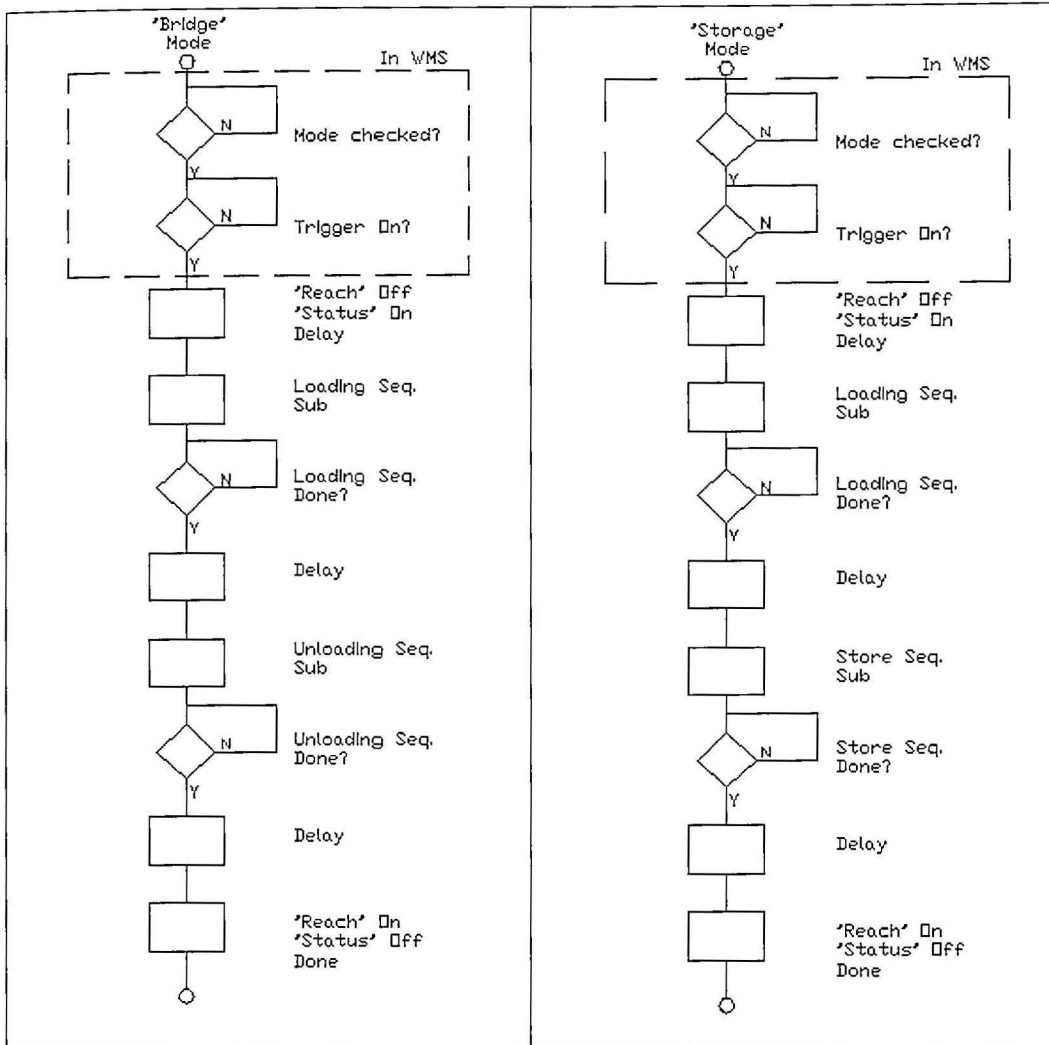 'Bridge'
Mode
In WMS
N
Mode checked?
Y
N
Trigger On?
Y
'Reach' Off
'Status' On
Delay
Loading Seq.
Sub
N
Loading Seq.
Done?
Y
Delay
Unloading Seq.
Sub
N
Unloading Seq.
Done?
Y
Delay
'Reach' On
'Status' Off
Done
'Storage'
Mode
In WMS
N
Mode checked?
Y
N
Trigger On?
Y
'Reach' Off
'Status' On
Delay
Loading Seq.
Sub
N
Loading Seq.
Done?
Y
Delay
Store Seq.
Sub
N
Store Seq.
Done?
Y
Delay
'Reach' On
'Status' Off
Done